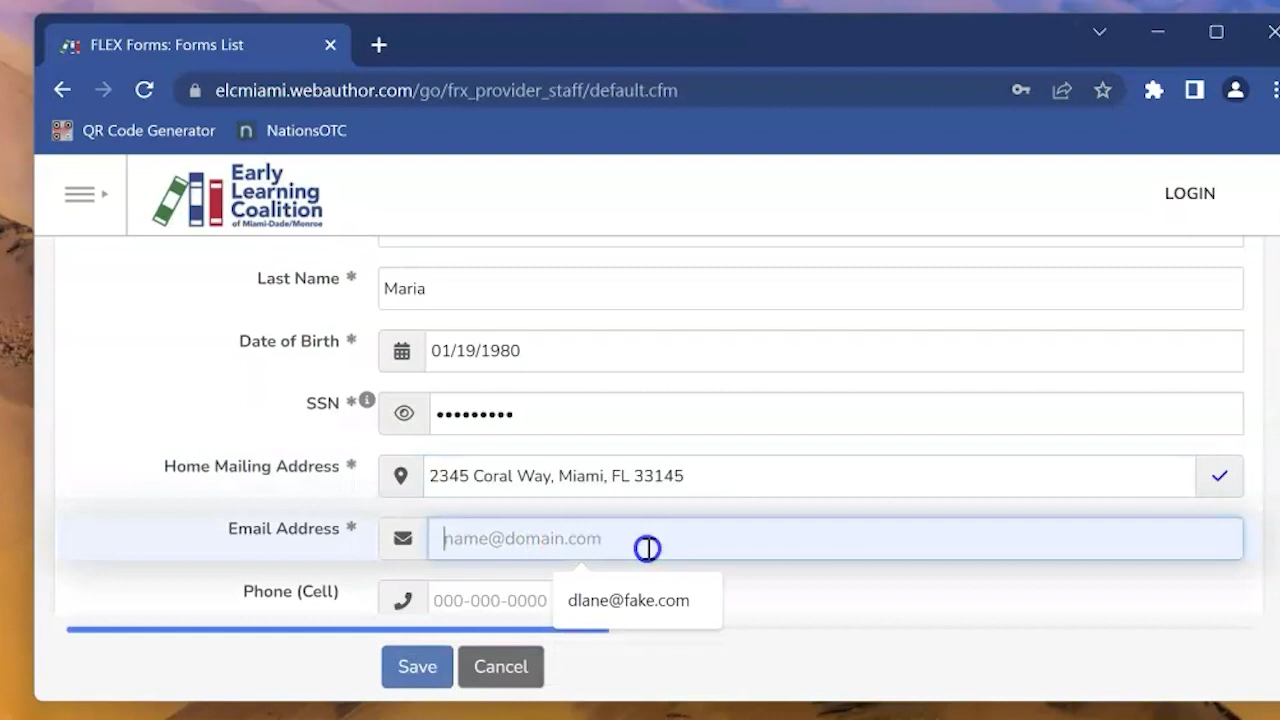 FLEX Forms: Forms List
elcmiami.webauthor.com/go/frx_provider_staff/default.cfm
QR Code Generator
n NationsOTC
Early
Learning
Coalition
of Miami-Dade/Monroe
LOGIN
Last Name *
Maria
Date of Birth *
01/19/1980
SSN *
•••••••••
Home Mailing Address *
2345 Coral Way, Miami, FL 33145
Email Address *
name@domain.com
Phone (Cell)
000-000-0000
dlane@fake.com
Save
Cancel